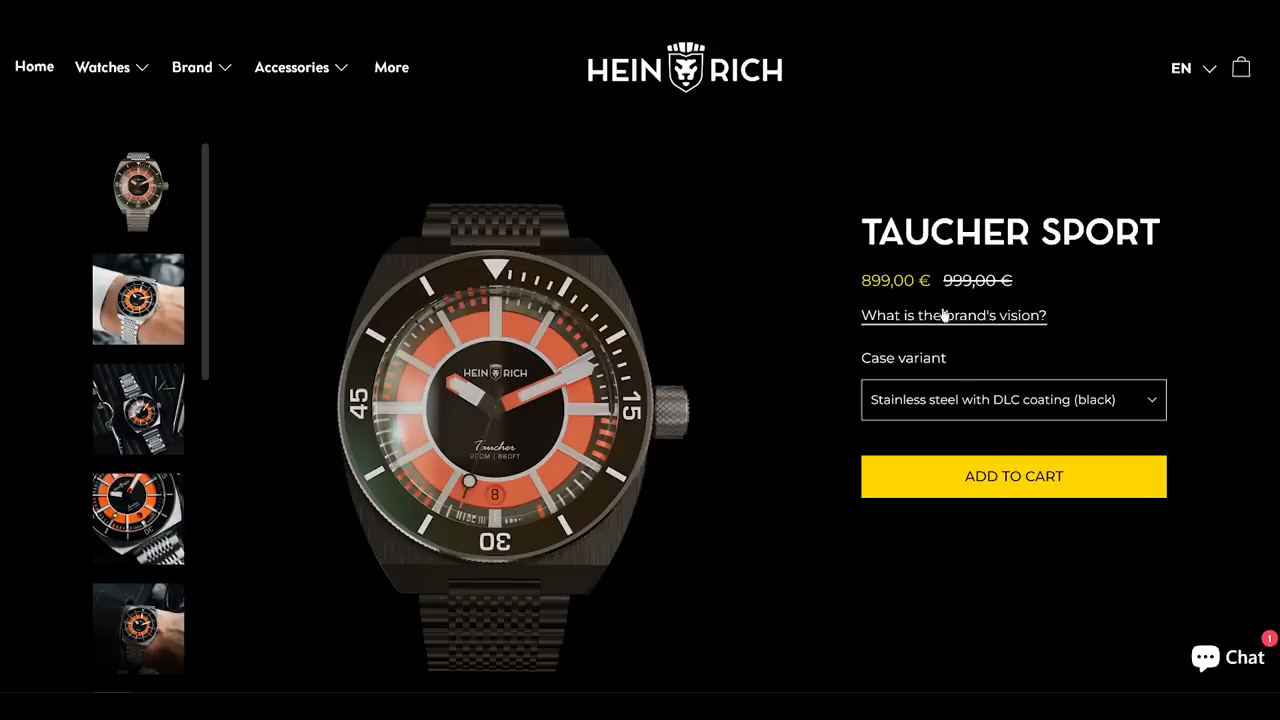 Home
Watches
Brand
Accessories
More
HEIN RICH
EN
TAUCHER SPORT
899,00 € 999,00 €
What is the brand's vision?
Case variant
Stainless steel with DLC coating (black)
ADD TO CART
HEIN RICH
45
15
Taucher
200M | 660FT
8
30
1
Chat